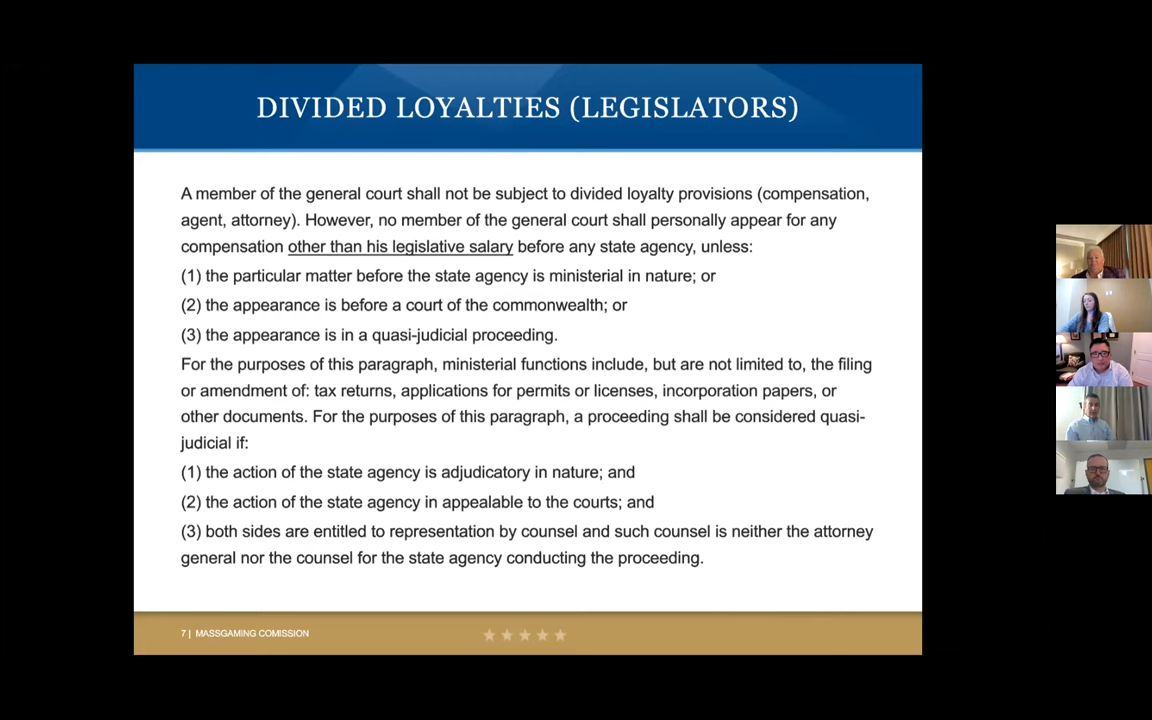 DIVIDED LOYALTIES (LEGISLATORS)
A member of the general court shall not be subject to divided loyalty provisions (compensation,
agent, attorney). However, no member of the general court shall personally appear for any
compensation other than his legislative salary before any state agency, unless:
(1) the particular matter before the state agency is ministerial in nature; or
(2) the appearance is before a court of the commonwealth; or
(3) the appearance is in a quasi-judicial proceeding.
For the purposes of this paragraph, ministerial functions include, but are not limited to, the filing
or amendment of: tax returns, applications for permits or licenses, incorporation papers, or
other documents. For the purposes of this paragraph, a proceeding shall be considered quasi-
judicial if:
(1) the action of the state agency is adjudicatory in nature; and
(2) the action of the state agency in appealable to the courts; and
(3) both sides are entitled to representation by counsel and such counsel is neither the attorney
general nor the counsel for the state agency conducting the proceeding.
7 | MASSGAMING COMISSION